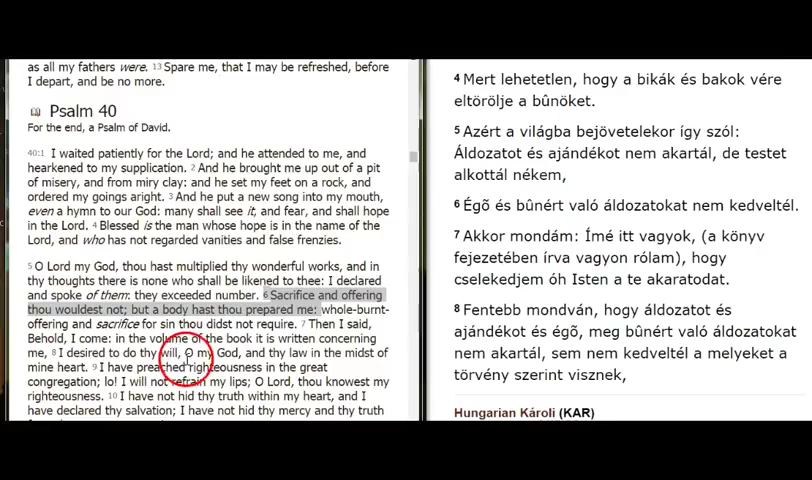 as all my fathers were. 13 Spare me, that I may be refreshed, before
I depart, and be no more.
Psalm 40
For the end, a Psalm of David.
40:1 I waited patiently for the Lord; and he attended to me, and
hearkened to my supplication. 2 And he brought me up out of a pit
of misery, and from miry clay: and he set my feet on a rock, and
ordered my goings aright. 3 And he put a new song into my mouth,
even a hymn to our God: many shall see it, and fear, and shall hope
in the Lord. 4 Blessed is the man whose hope is in the name of the
Lord, and who has not regarded vanities and false frenzies.
5 O Lord my God, thou hast multiplied thy wonderful works, and in
thy thoughts there is none who shall be likened to thee: I declared
and spoke of them: they exceeded number. 6 Sacrifice and offering
thou wouldest not; but a body hast thou prepared me: whole-burnt-
offering and sacrifice for sin thou didst not require. 7 Then I said,
Behold, I come: in the volume of the book it is written concerning
me, 8 I desired to do thy will, O my God, and thy law in the midst of
mine heart. 9 I have preached righteousness in the great
congregation; lo! I will not refrain my lips; O Lord, thou knowest my
righteousness. 10 I have not hid thy truth within my heart, and I
have declared thy salvation; I have not hid thy mercy and thy truth
4 Mert lehetetlen, hogy a bikák és bakok vére
eltörölje a bûnöket.
5 Azért a világba bejövetelekor így szól:
Áldozatot és ajándékot nem akartál, de testet
alkottál nékem,
6 Égõ és bûnért való áldozatokat nem kedveltél.
7 Akkor mondám: Ímé itt vagyok, (a könyv
fejezetében írva vagyon rólam), hogy
cselekedjem óh Isten a te akaratodat.
8 Fentebb mondván, hogy áldozatot és
ajándékot és égõ, meg bûnért való áldozatokat
nem akartál, sem nem kedveltél a melyeket a
törvény szerint visznek,
Hungarian Károli (KAR)